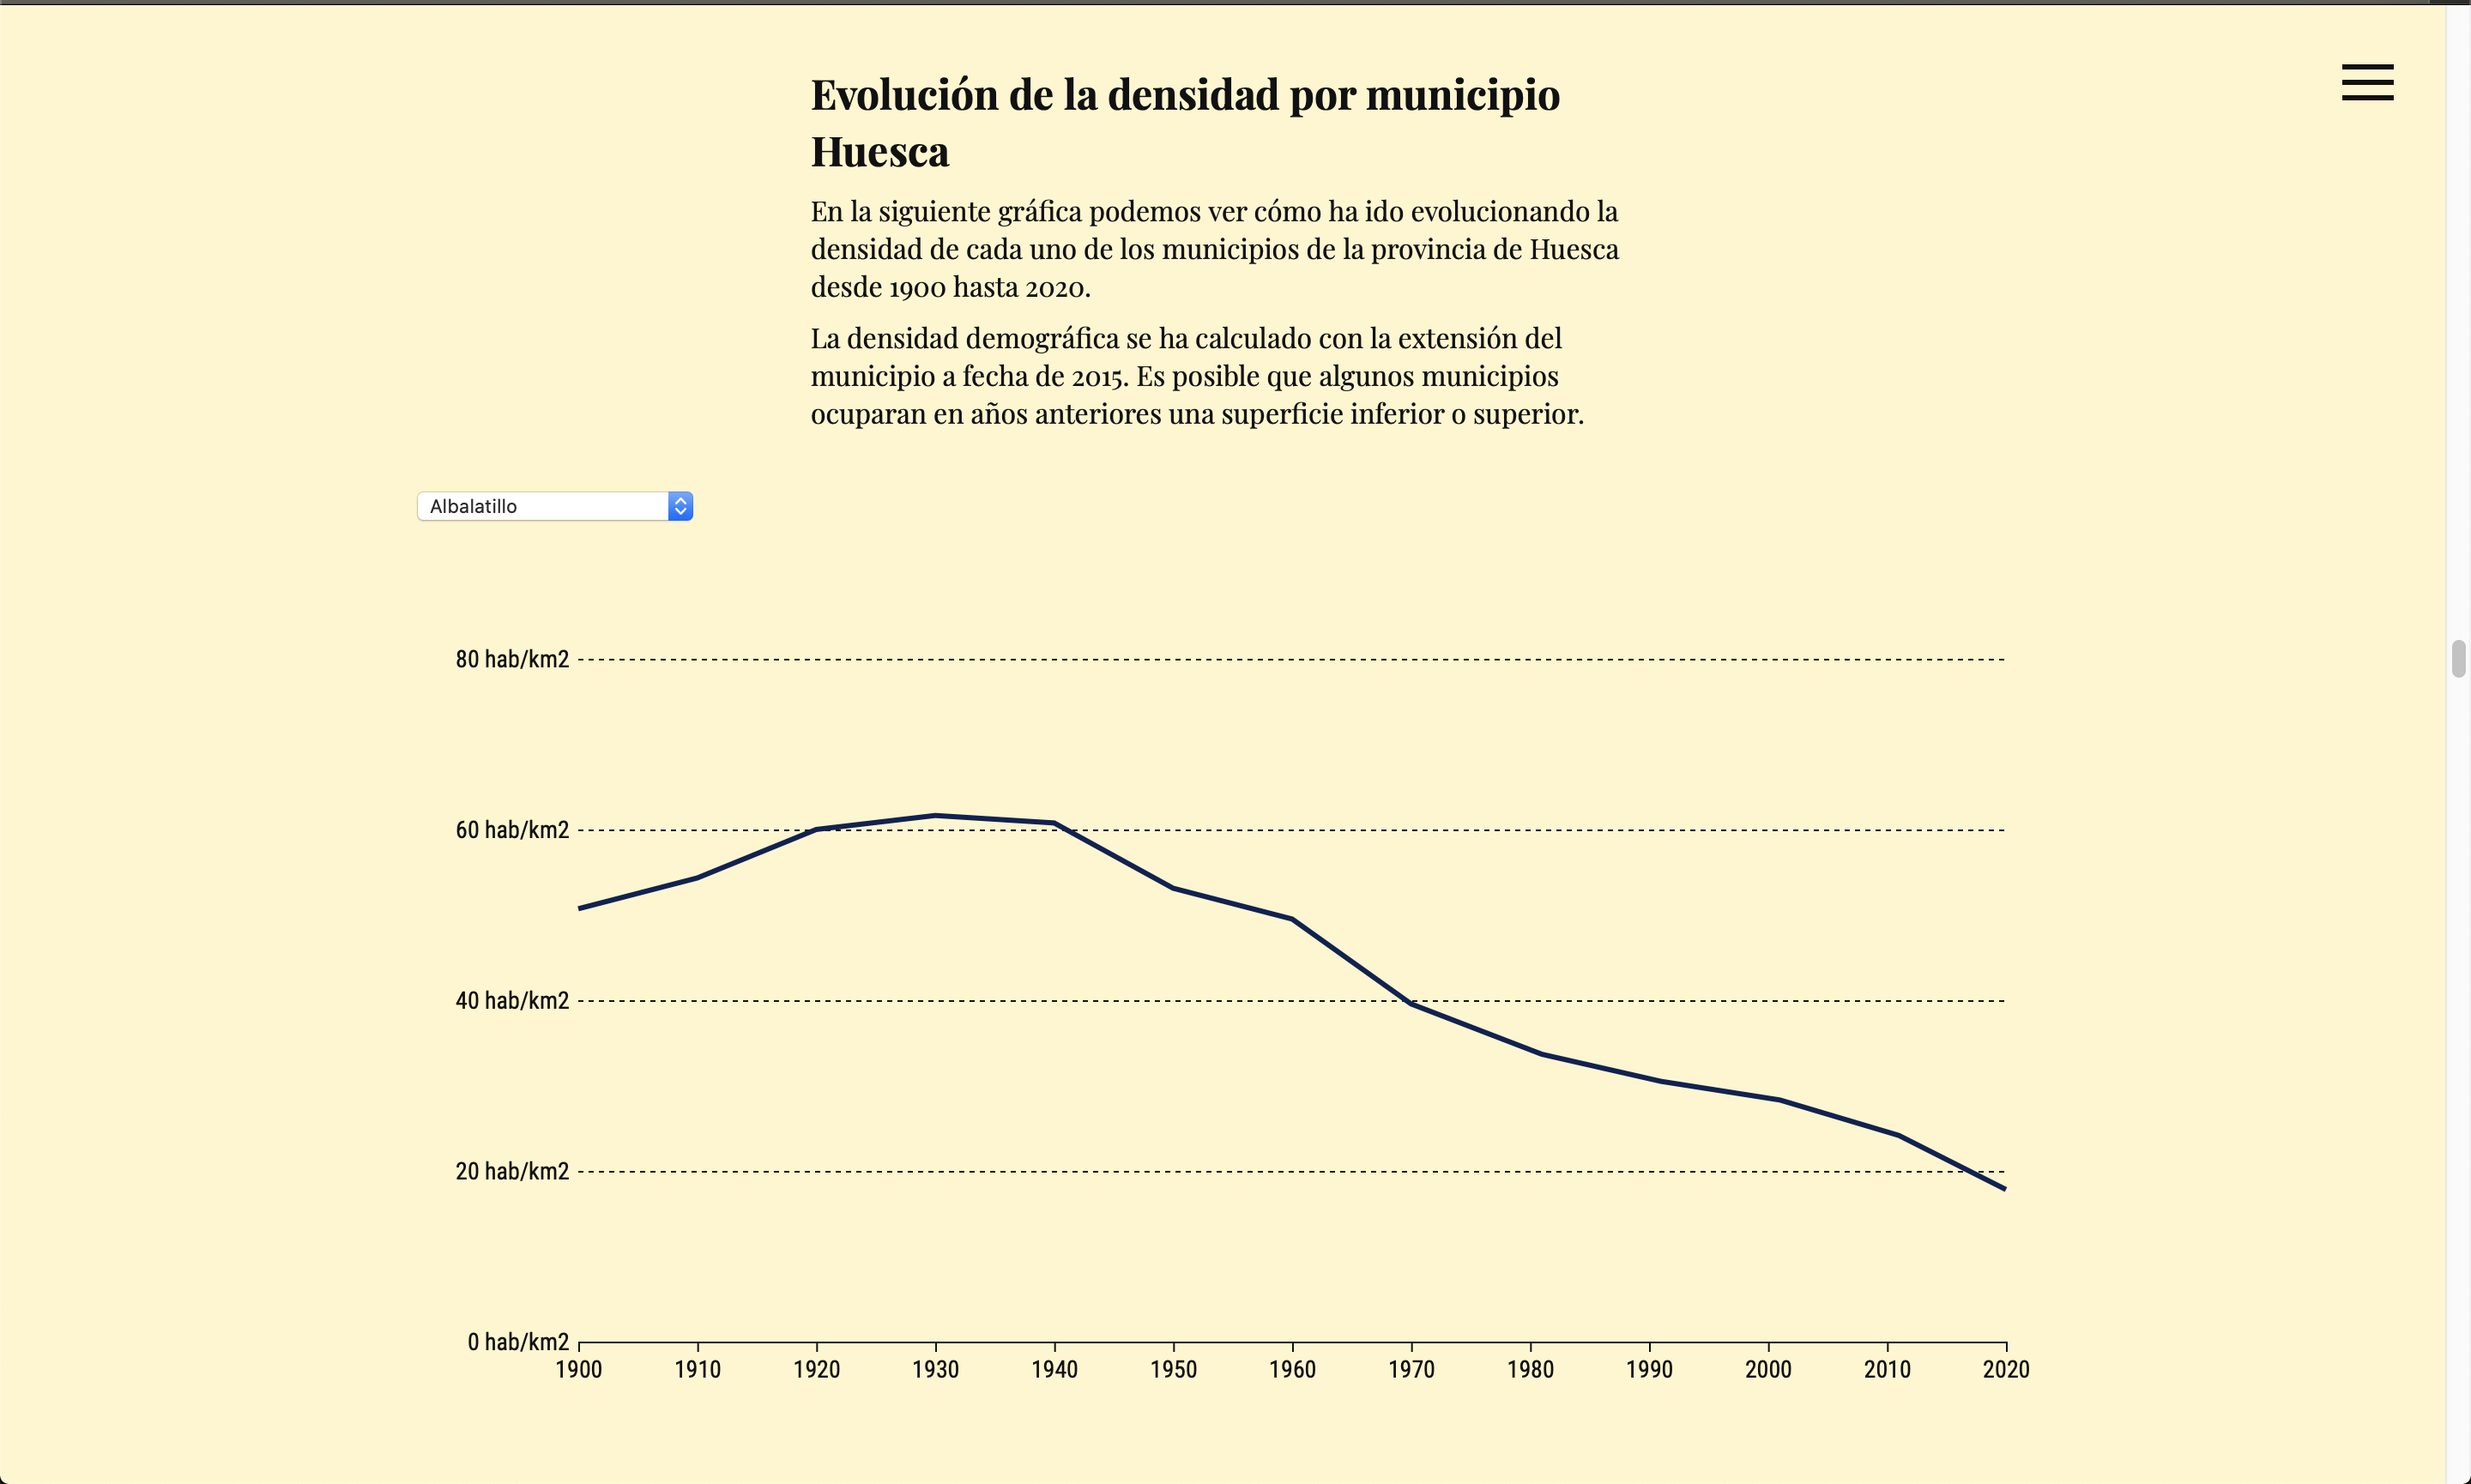 Evolución de la densidad por municipio
Huesca
En la siguiente gráfica podemos ver cómo ha ido evolucionando la
densidad de cada uno de los municipios de la provincia de Huesca
desde 1900 hasta 2020.
La densidad demográfica se ha calculado con la extensión del
municipio a fecha de 2015. Es posible que algunos municipios
ocuparan en años anteriores una superficie inferior o superior.
Albalatillo
80 hab/km2
60 hab/km2
40 hab/km2
20 hab/km2
0 hab/km2
1900 1910 1920 1930 1940 1950 1960 1970 1980 1990 2000 2010 2020